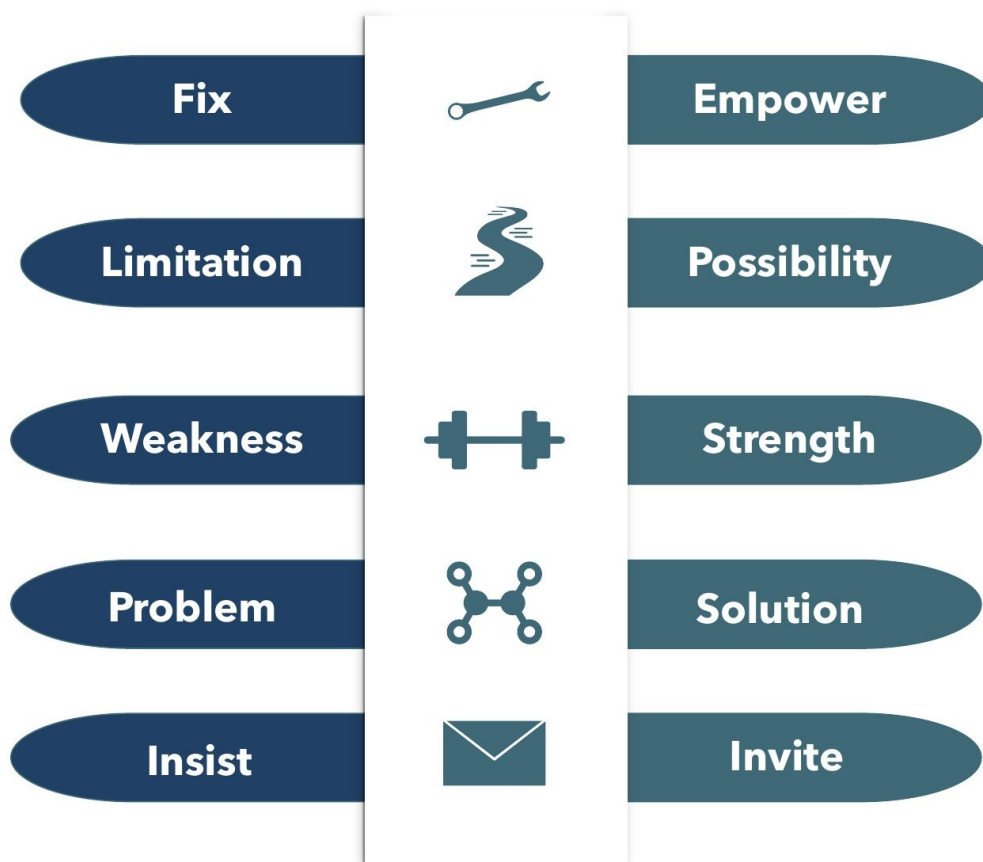 Fix
Empower
Limitation
Possibility
Weakness
Strength
Problem
Solution
Insist
Invite